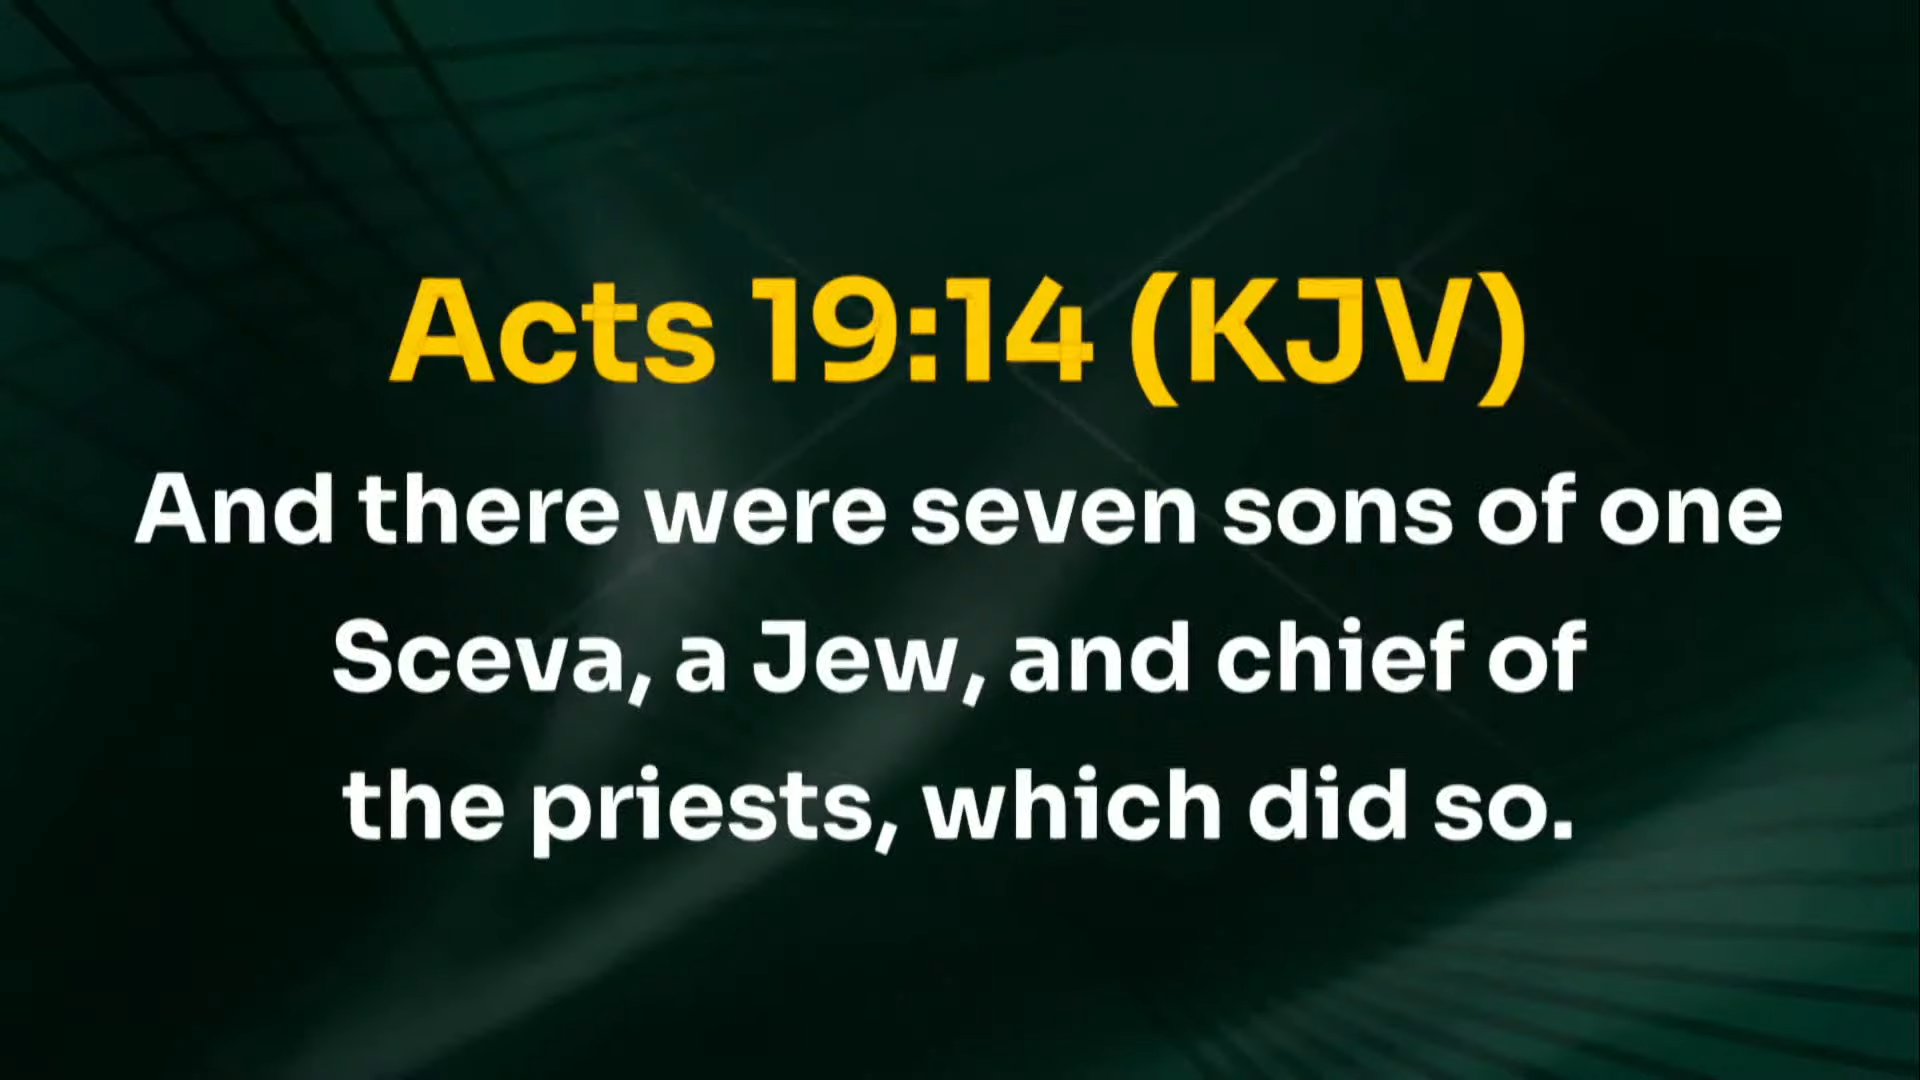 Acts 19:14 (KJV)
And there were seven sons of one
Sceva, a Jew, and chief of
the priests, which did so.